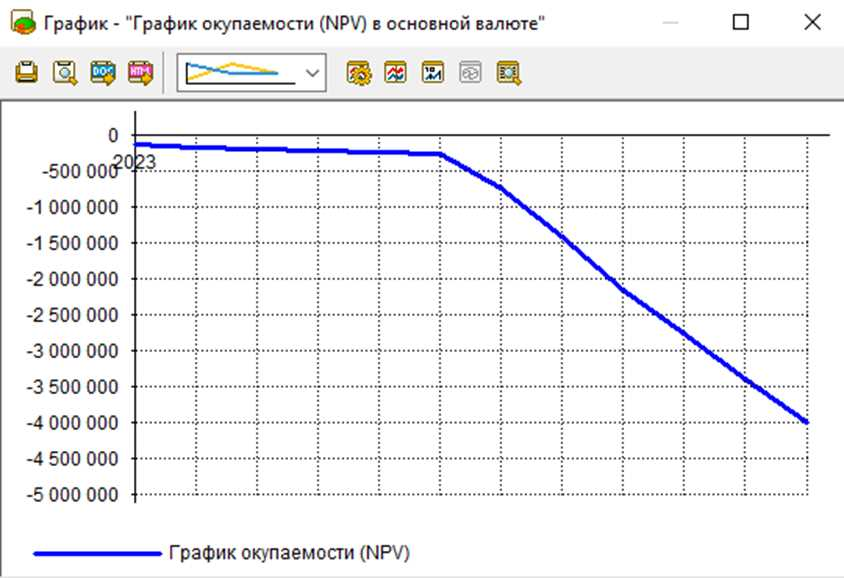 График - "График окупаемости (NPV) в основной валюте"
DOC
HTML
0
2023
-500 000
-1 000 000
-1 500 000
-2 000 000
-2 500 000
-3 000 000
-3 500 000
-4 000 000
-4 500 000
-5 000 000
График окупаемости (NPV)